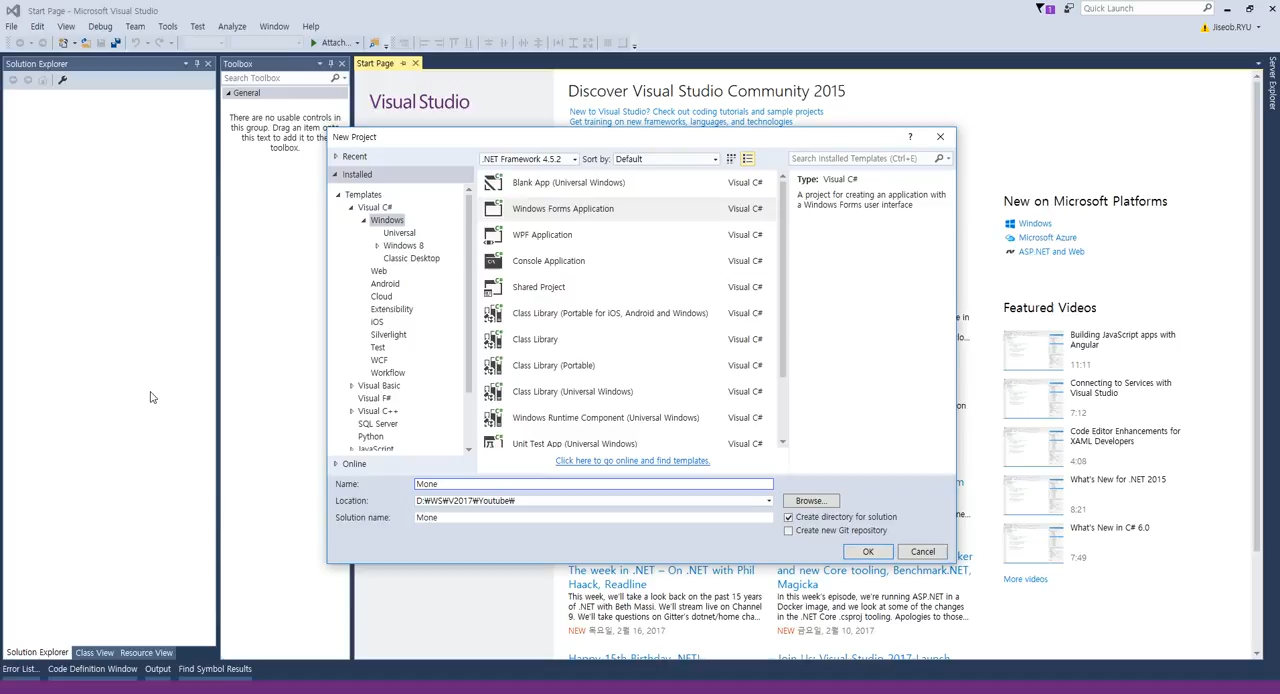 Start Page - Microsoft Visual Studio
1
Quick Launch
File Edit View Debug Team Tools Test Analyze Window Help
Jiseob.RYU
Attach...
Solution Explorer
Toolbox
Start Page
Server Explorer
Search Toolbox
General
There are no usable controls in
this group. Drag an item
this control to add it to the
toolbox.
Visual Studio
Discover Visual Studio Community 2015
New to Visual Studio? Check out coding tutorials and sample projects
Get training on new frameworks, languages, and technologies
New Project
Recent
.NET Framework 4.5.2
Sort by: Default
Search Installed Templates (Ctrl+E)
Installed
Templates
Visual C#
Windows
Universal
Windows 8
Classic Desktop
Web
Android
Cloud
Extensibility
iOS
Silverlight
Test
WCF
Workflow
Visual Basic
Visual F#
Visual C++
SQL Server
Python
JavaScript
Online
Blank App (Universal Windows) Visual C#
Windows Forms Application Visual C#
WPF Application Visual C#
Console Application Visual C#
Shared Project Visual C#
Class Library (Portable for iOS, Android and Windows) Visual C#
Class Library Visual C#
Class Library (Portable) Visual C#
Class Library (Universal Windows) Visual C#
Windows Runtime Component (Universal Windows) Visual C#
Unit Test App (Universal Windows) Visual C#
Click here to go online and find templates.
Type: Visual C#
A project for creating an application with
a Windows Forms user interface
Name: Mone
Location: D:₩WS₩V2017₩Youtube₩
Browse...
Solution name: Mone
Create directory for solution
Create new Git repository
OK Cancel
New on Microsoft Platforms
Windows
Microsoft Azure
ASP.NET and Web
Featured Videos
Building JavaScript apps with
Angular
11:11
Connecting to Services with
Visual Studio
7:12
Code Editor Enhancements for
XAML Developers
4:08
What's New for .NET 2015
8:21
What's New in C# 6.0
7:49
More videos
The week in .NET – On .NET with Phil
Haack, Readline
This week, we'll take a look back on the past 15 years
of .NET with Beth Massi. We'll stream live on Channel
9. We'll take questions on Gitter's dotnet/home cha...
NEW 목요일, 2월 16, 2017
and new Core tooling, Benchmark.NET,
Magicka
In this week's episode, we're running ASP.NET in a
Docker image, and we look at some of the changes
in the .NET Core .csproj tooling. Apologies to those...
NEW 금요일, 2월 10, 2017
Happy 15th Birthday .NET!
Join Us: Visual Studio 2017 Launch
Solution Explorer Class View Resource View
Error List... Code Definition Window Output Find Symbol Results